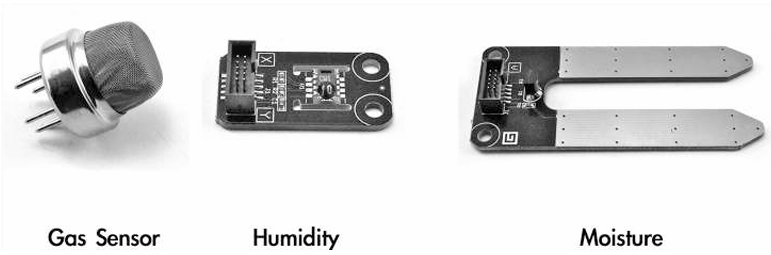 Gas Sensor
Humidity
Moisture
X
Y